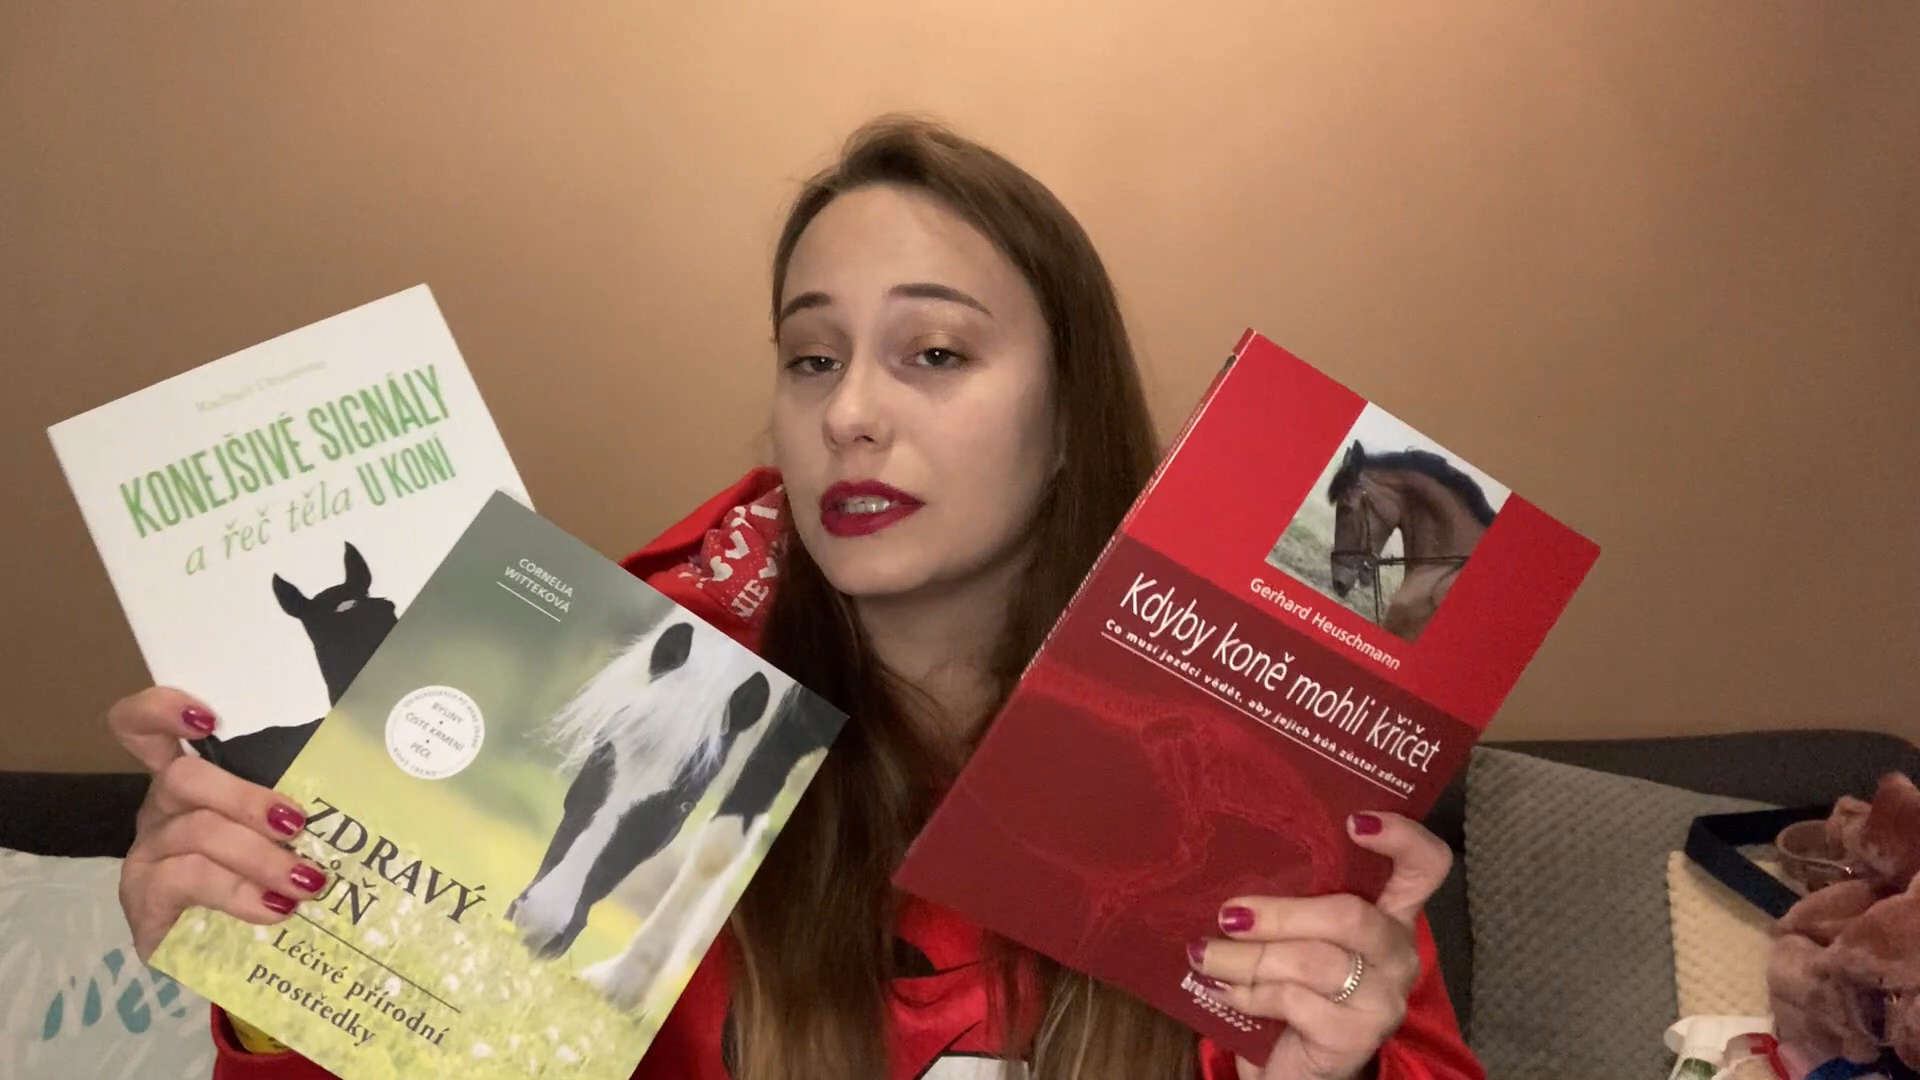 KONEJŠIVÉ SIGNÁLY
a řeč těla U KONÍ
CORNELIA
WITTEKOVÁ
BYLINY
ČISTÉ KRMENÍ
PÉČE
ZDRAVÝ
KŮŇ
Léčivé přírodní
prostředky
Gerhard Heuschmann
Kdyby koně mohli křičet
Co musí jezdci vědět, aby jejich kůň zůstal zdravý